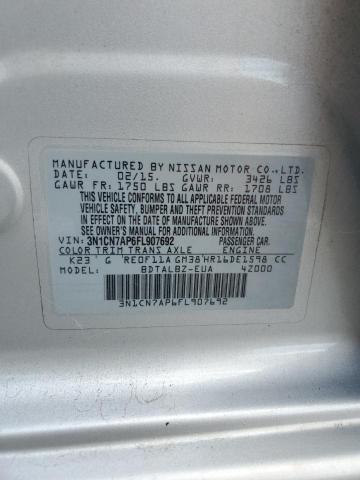 MANUFACTURED BY NISSAN MOTOR CO.,LTD.
DATE: 02/15. GVWR: 3426 LBS
GAWR FR: 1750 LBS GAWR RR: 1708 LBS
THIS VEHICLE CONFORMS TO ALL APPLICABLE FEDERAL MOTOR
VEHICLE SAFETY, BUMPER, AND THEFT PREVENTION STANDARDS
IN EFFECT ON THE DATE OF MANUFACTURE SHOWN ABOVE.
SEE OWNER'S MANUAL FOR ADDITIONAL INFORMATION.
VIN: 3N1CN7AP6FL907692 PASSENGER CAR.
COLOR TRIM TRANS AXLE ENGINE
K23 G RE0F11A GM38 HR16DE1598 CC
MODEL: BDTALBZ-EUA 4Z000
3N1CN7AP6FL907692